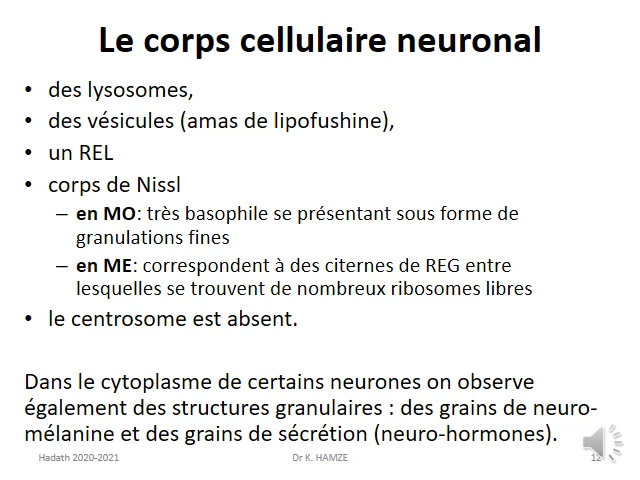 Le corps cellulaire neuronal
• des lysosomes,
• des vésicules (amas de lipofushine),
• un REL
• corps de Nissl
– en MO: très basophile se présentant sous forme de
granulations fines
– en ME: correspondent à des citernes de REG entre
lesquelles se trouvent de nombreux ribosomes libres
• le centrosome est absent.
Dans le cytoplasme de certains neurones on observe
également des structures granulaires : des grains de neuro-
mélanine et des grains de sécrétion (neuro-hormones).
Hadath 2020-2021 Dr K. HAMZE 12